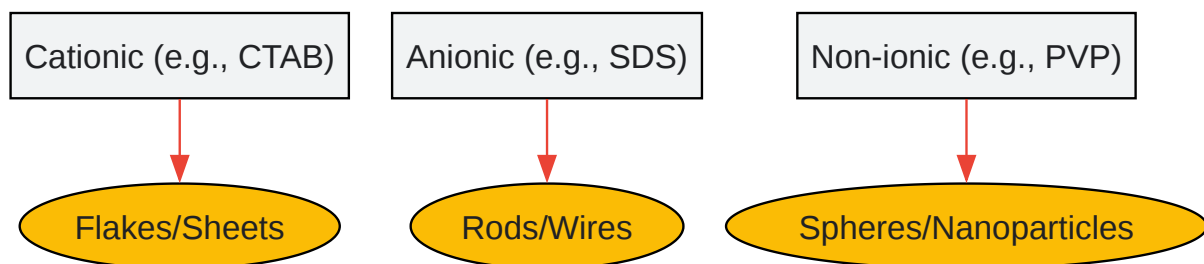 Cationic (e.g., CTAB)
Anionic (e.g., SDS)
Non-ionic (e.g., PVP)
Flakes/Sheets
Rods/Wires
Spheres/Nanoparticles